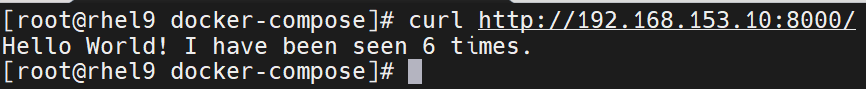 [root@rhel9 docker-compose]# curl http://192.168.153.10:8000/
Hello World! I have been seen 6 times.
[root@rhel9 docker-compose]#